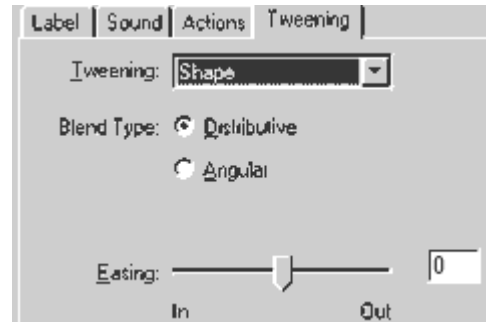 Label Sound Actions Tweening
Tweening: Shape
Blend Type: Distributive
Angular
Easing: 0
In Out